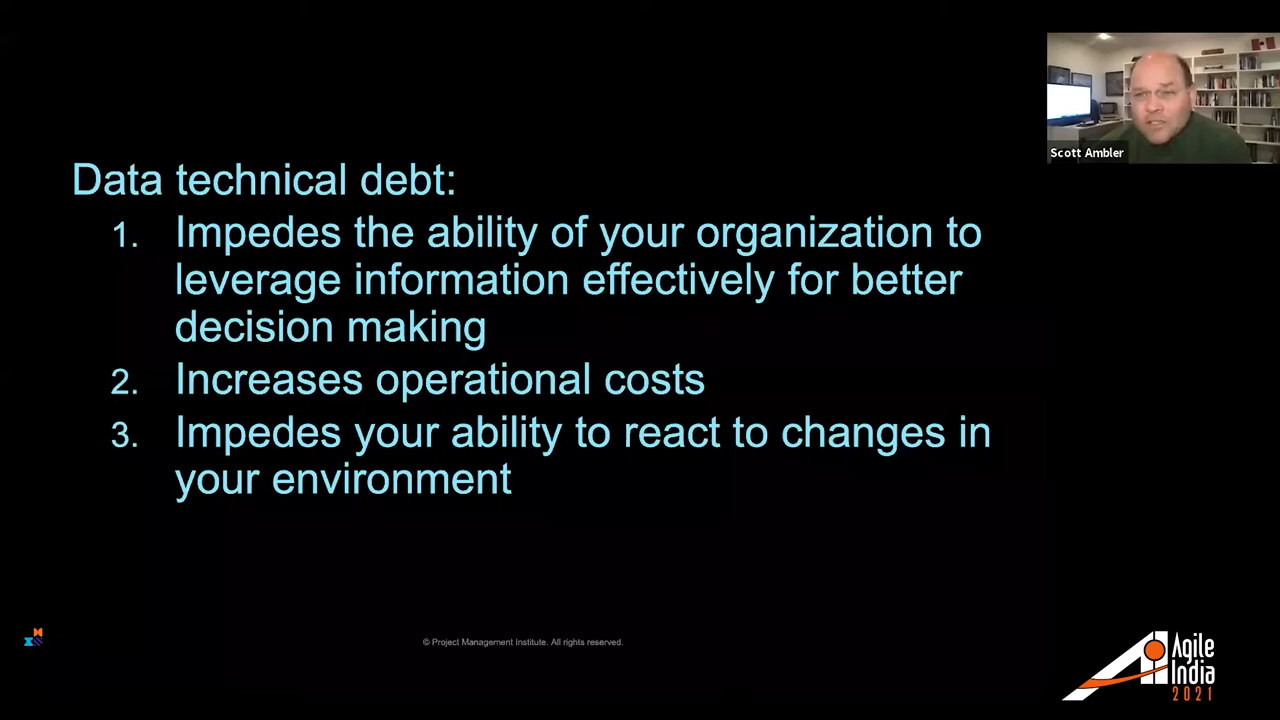 Scott Ambler
Data technical debt:
1. Impedes the ability of your organization to
leverage information effectively for better
decision making
2. Increases operational costs
3. Impedes your ability to react to changes in
your environment
© Project Management Institute. All rights reserved.
Agile
India
2021